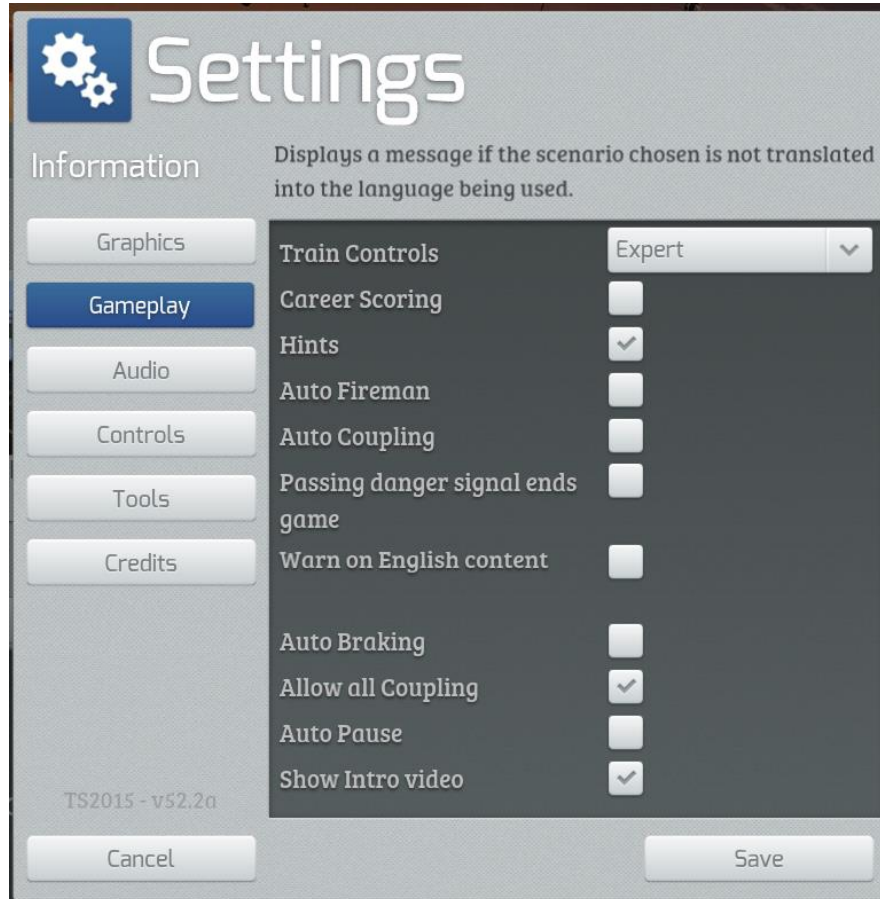 Settings
Information
Displays a message if the scenario chosen is not translated
into the language being used.
Graphics
Gameplay
Audio
Controls
Tools
Credits
TS2015 - v52.2a
Cancel
Train Controls
Expert
Career Scoring
Hints
Auto Fireman
Auto Coupling
Passing danger signal ends
game
Warn on English content
Auto Braking
Allow all Coupling
Auto Pause
Show Intro video
Save